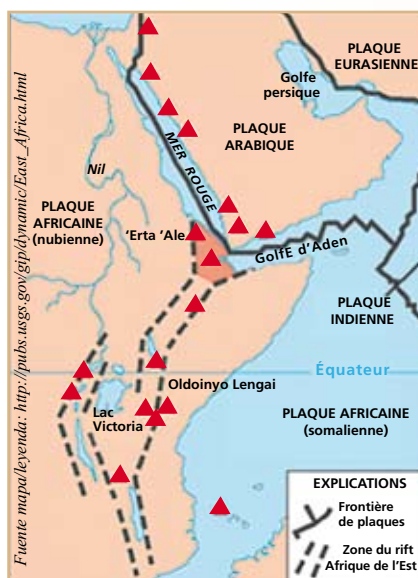 Fuente mapa/leyenda: http://pubs.usgs.gov/gip/dynamic/East_Africa.html
PLAQUE
EURASIENNE
Golfe
persique
PLAQUE
ARABIQUE
MER ROUGE
Nil
PLAQUE
AFRICAINE
(nubienne)
‘Erta ‘Ale
GolfE d’Aden
PLAQUE
INDIENNE
Équateur
Oldoinyo Lengai
Lac
Victoria
PLAQUE AFRICAINE
(somalienne)
EXPLICATIONS
Frontière
de plaques
Zone du rift
Afrique de l’Est